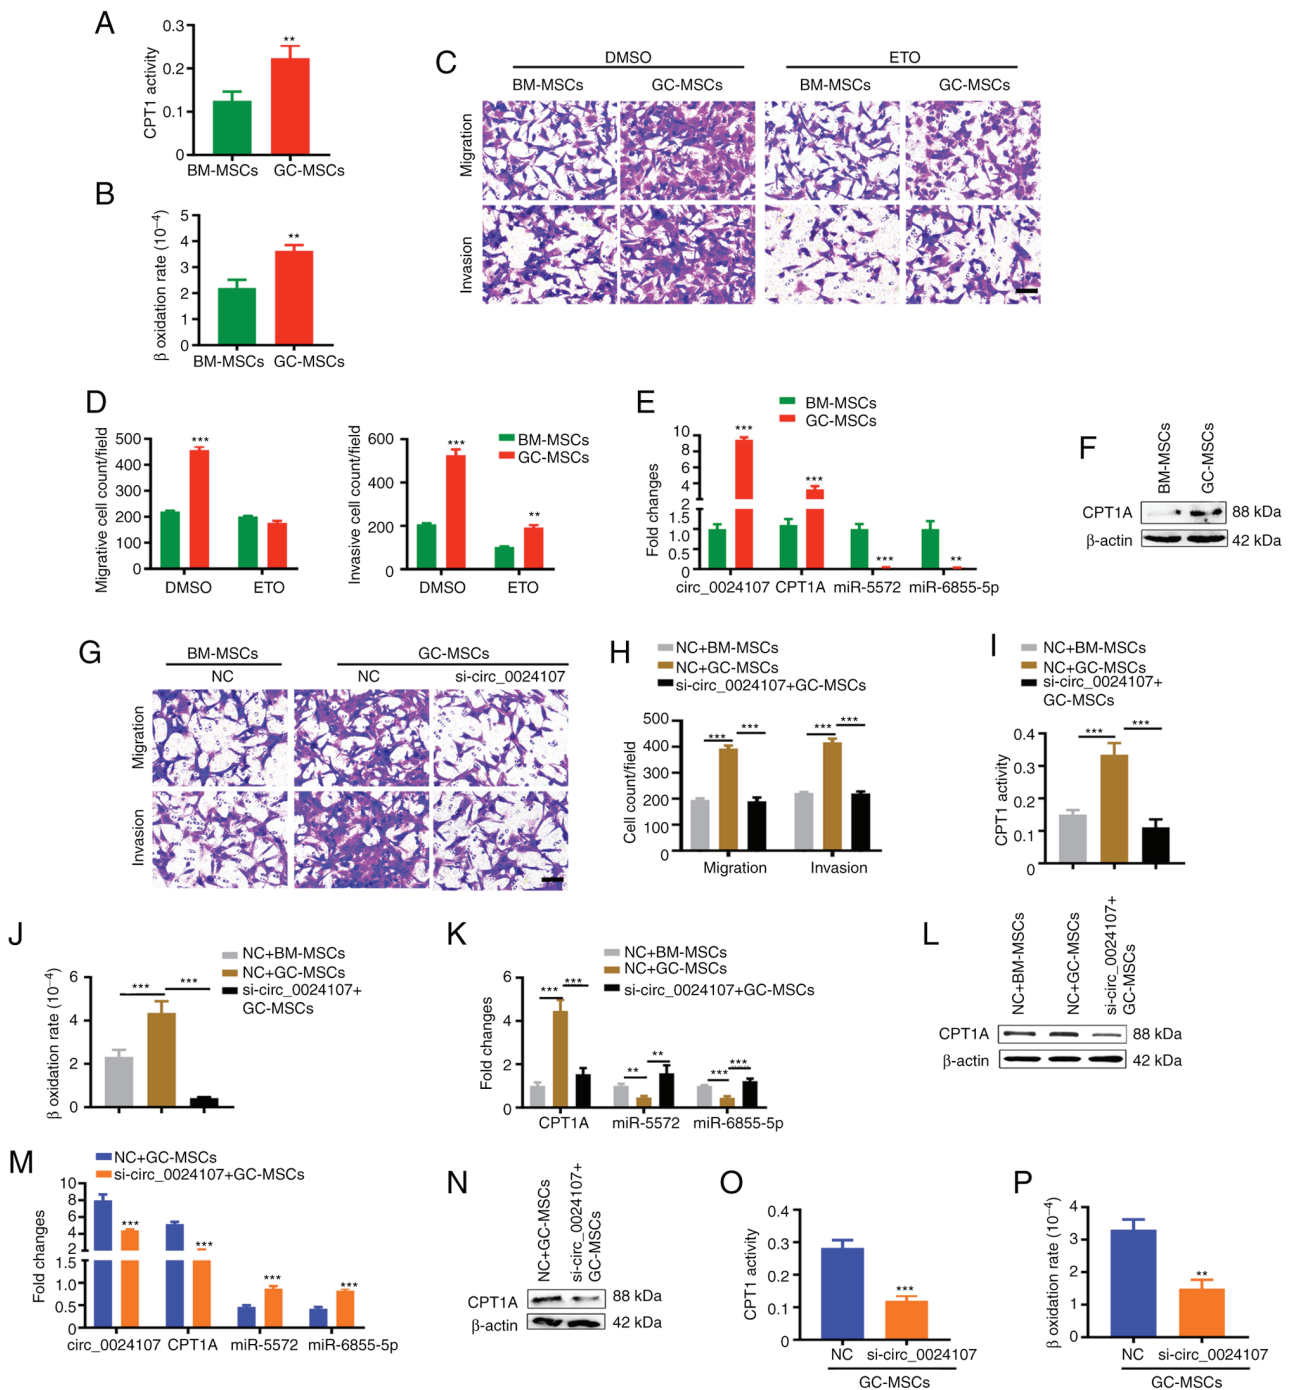 A
0.3
0.2
0.1
0
CPT1 activity
**
BM-MSCs GC-MSCs
B
5
4
3
2
1
0
β oxidation rate (10⁻⁴)
**
BM-MSCs GC-MSCs
C
DMSO ETO
BM-MSCs GC-MSCs BM-MSCs GC-MSCs
Migration
Invasion
D
500
400
300
200
100
0
Migrative cell count/field
***
DMSO ETO
600
400
200
0
Invasive cell count/field
***
**
DMSO ETO
BM-MSCs
GC-MSCs
E
BM-MSCs
GC-MSCs
10
8
6
4
2
1.5
1.0
0.5
0
Fold changes
***
***
***
**
circ_0024107 CPT1A miR-5572 miR-6855-5p
F
BM-MSCs
GC-MSCs
CPT1A 88 kDa
β-actin 42 kDa
G
BM-MSCs GC-MSCs
NC NC si-circ_0024107
Migration
Invasion
H
NC+BM-MSCs
NC+GC-MSCs
si-circ_0024107+GC-MSCs
500
400
300
200
100
0
Cell count/field
*** ***
*** ***
Migration Invasion
I
NC+BM-MSCs
NC+GC-MSCs
si-circ_0024107+
GC-MSCs
0.4
0.3
0.2
0.1
0
CPT1 activity
*** ***
J
NC+BM-MSCs
NC+GC-MSCs
si-circ_0024107+
GC-MSCs
6
4
2
0
β oxidation rate (10⁻⁴)
*** ***
K
NC+BM-MSCs
NC+GC-MSCs
si-circ_0024107+GC-MSCs
6
4
2
0
Fold changes
*** ***
** **
*** ***
CPT1A miR-5572 miR-6855-5p
L
NC+BM-MSCs
NC+GC-MSCs
si-circ_0024107+
GC-MSCs
CPT1A 88 kDa
β-actin 42 kDa
M
NC+GC-MSCs
si-circ_0024107+GC-MSCs
10
8
6
4
2
1.5
1.0
0.5
0
Fold changes
***
***
***
***
circ_0024107 CPT1A miR-5572 miR-6855-5p
N
NC+GC-MSCs
si-circ_0024107+
GC-MSCs
CPT1A 88 kDa
β-actin 42 kDa
O
0.4
0.3
0.2
0.1
0
CPT1 activity
***
NC si-circ_0024107
GC-MSCs
P
4
3
2
1
0
β oxidation rate (10⁻⁴)
**
NC si-circ_0024107
GC-MSCs